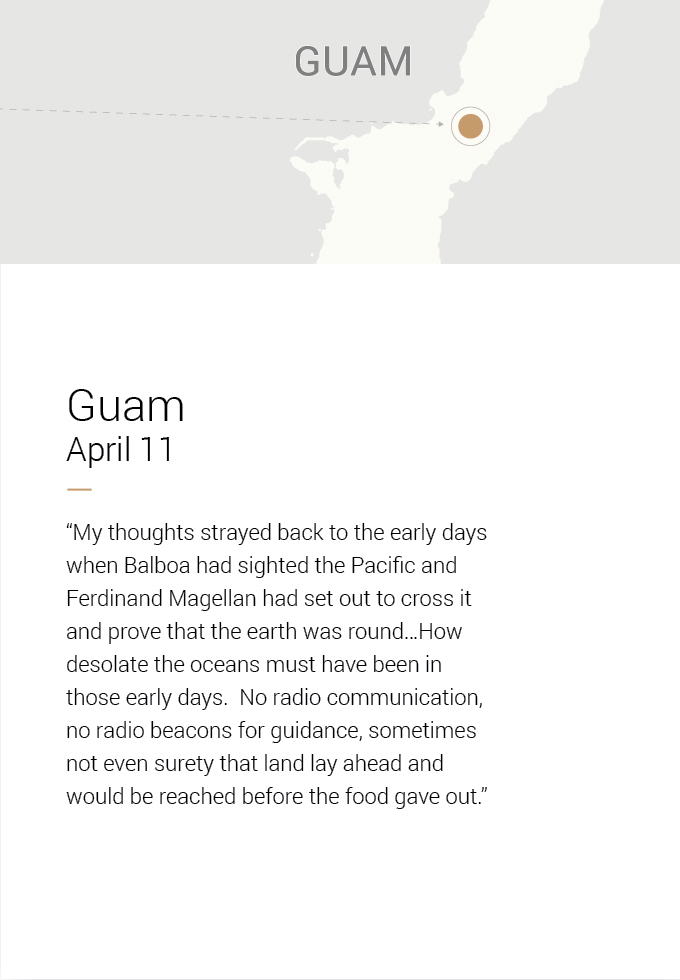 GUAM
Guam
April 11
“My thoughts strayed back to the early days
when Balboa had sighted the Pacific and
Ferdinand Magellan had set out to cross it
and prove that the earth was round...How
desolate the oceans must have been in
those early days.  No radio communication,
no radio beacons for guidance, sometimes
not even surety that land lay ahead and
would be reached before the food gave out.”